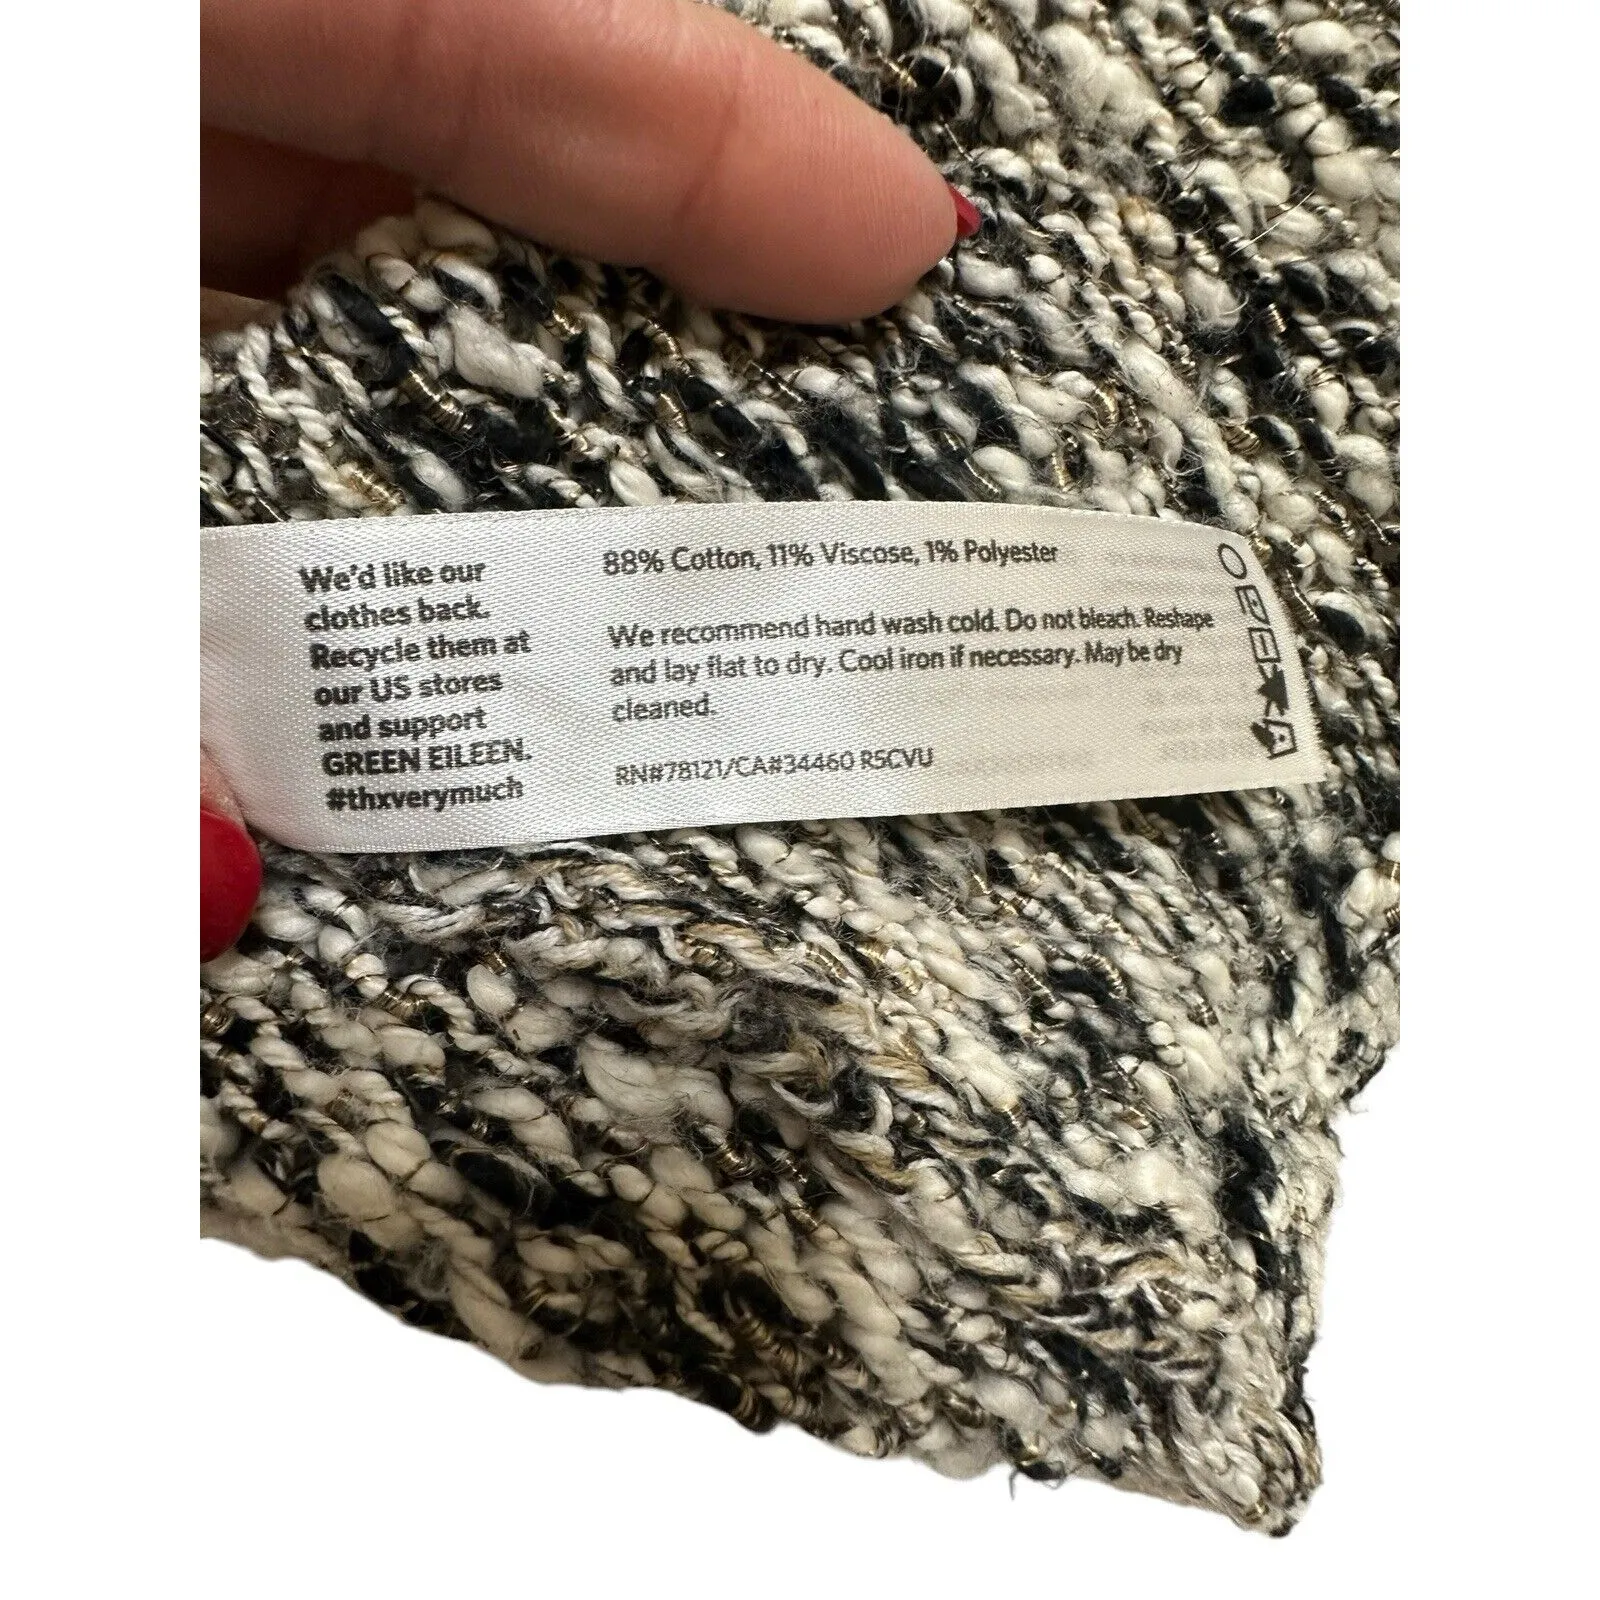 We'd like our
clothes back.
Recycle them at
our US stores
and support
GREEN EILEEN.
#thxverymuch
88% Cotton, 11% Viscose, 1% Polyester
We recommend hand wash cold. Do not bleach. Reshape
and lay flat to dry. Cool iron if necessary. May be dry
cleaned.
RN#78121/CA#34460 R5CVU
A